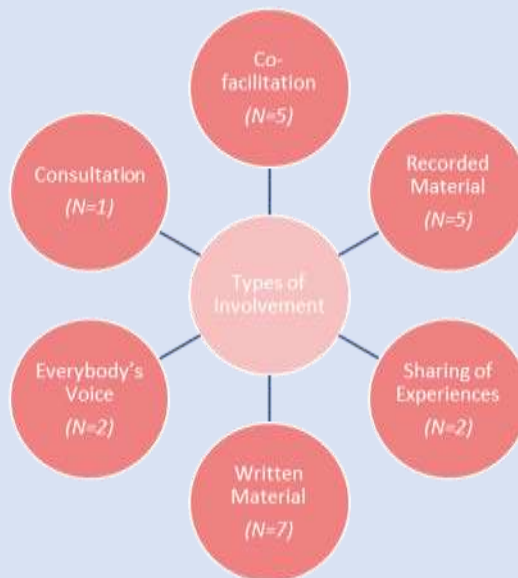 Co-
facilitation
(N=5)
Recorded
Material
(N=5)
Sharing of
Experiences
(N=2)
Written
Material
(N=7)
Everybody's
Voice
(N=2)
Consultation
(N=1)
Types of
Involvement